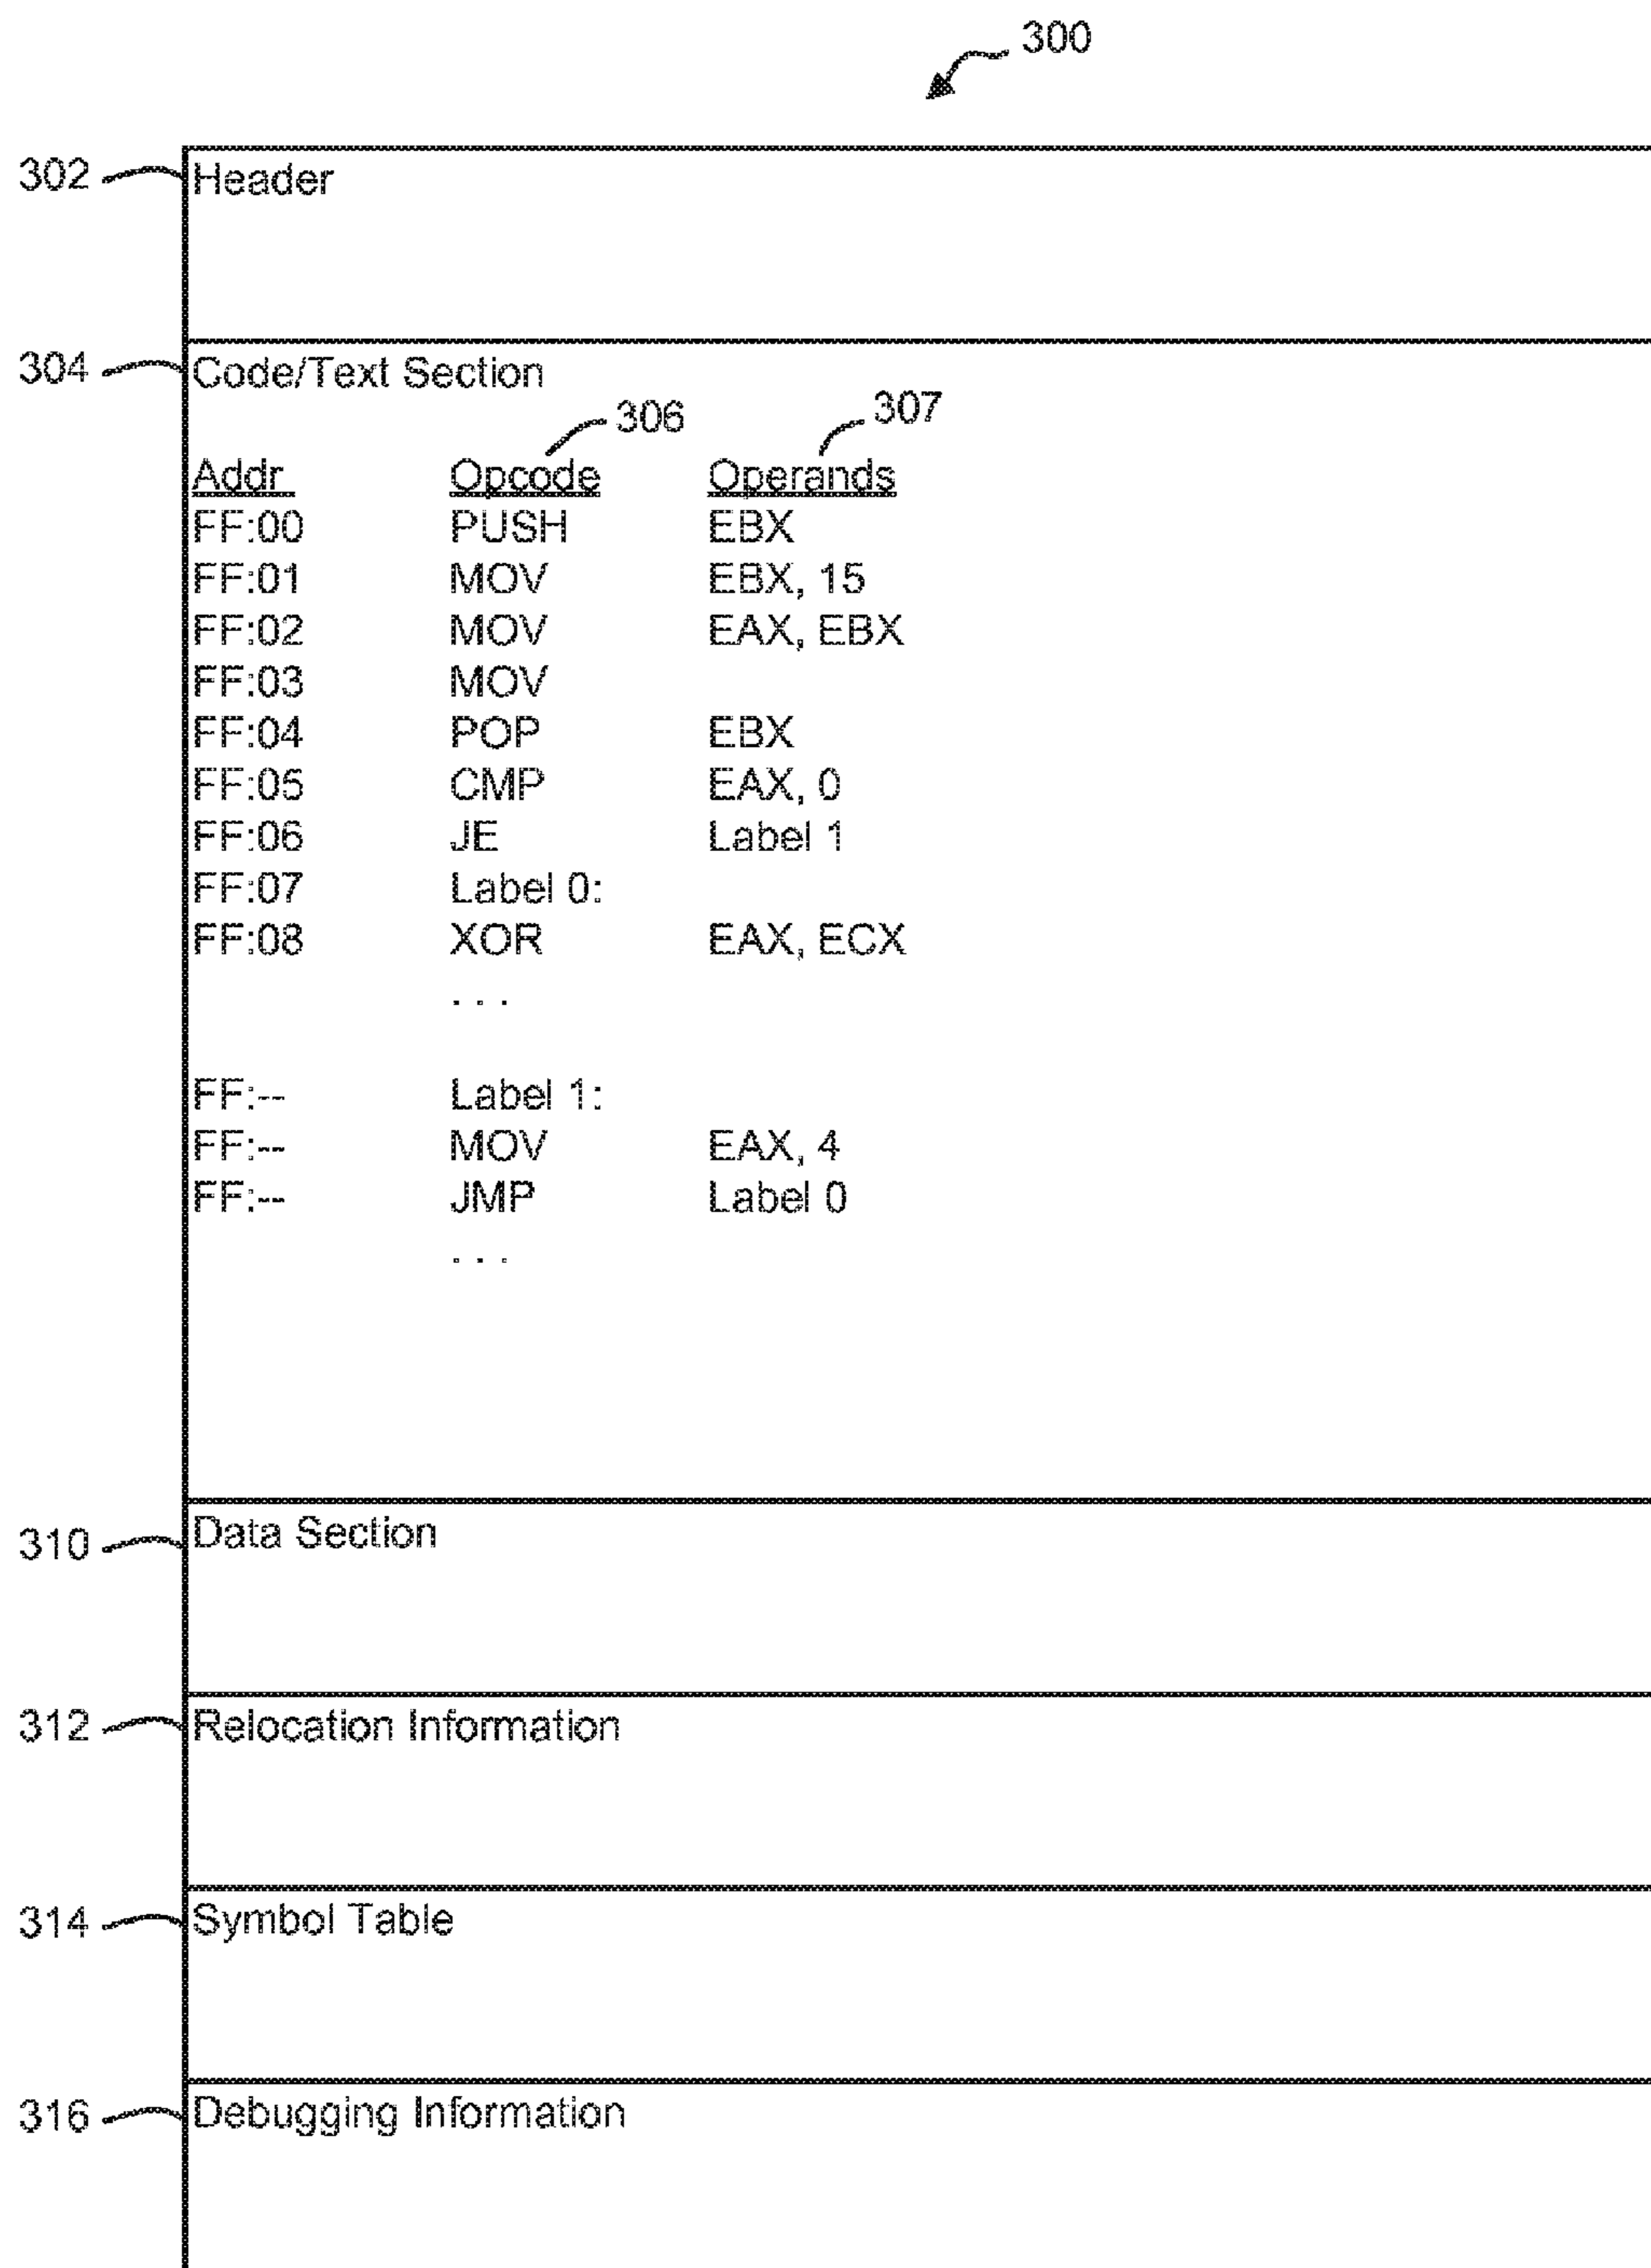 300
302 Header
304 Code/Text Section
306 307
Addr Opcode Operands
FF:00 PUSH EBX
FF:01 MOV EBX, 15
FF:02 MOV EAX, EBX
FF:03 MOV
FF:04 POP EBX
FF:05 CMP EAX, 0
FF:06 JE Label 1
FF:07 Label 0:
FF:08 XOR EAX, ECX
. . .
FF:-- Label 1:
FF:-- MOV EAX, 4
FF:-- JMP Label 0
. . .
310 Data Section
312 Relocation Information
314 Symbol Table
316 Debugging Information